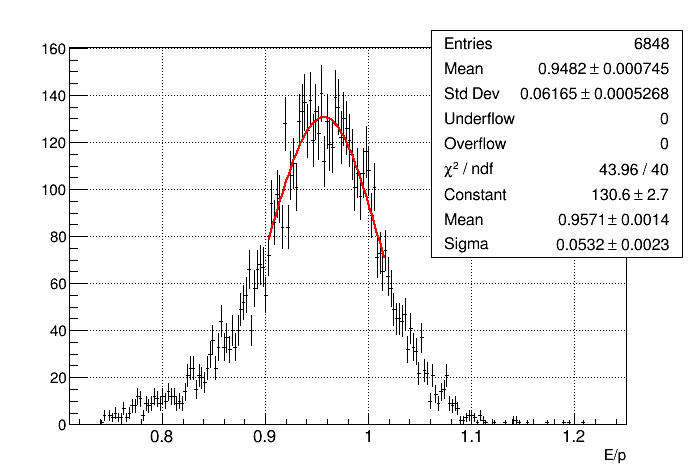 Entries 6848
Mean 0.9482 ± 0.000745
Std Dev 0.06165 ± 0.0005268
Underflow 0
Overflow 0
χ² / ndf 43.96 / 40
Constant 130.6 ± 2.7
Mean 0.9571 ± 0.0014
Sigma 0.0532 ± 0.0023
160
140
120
100
80
60
40
20
0
0.8 0.9 1 1.1 1.2
E/p